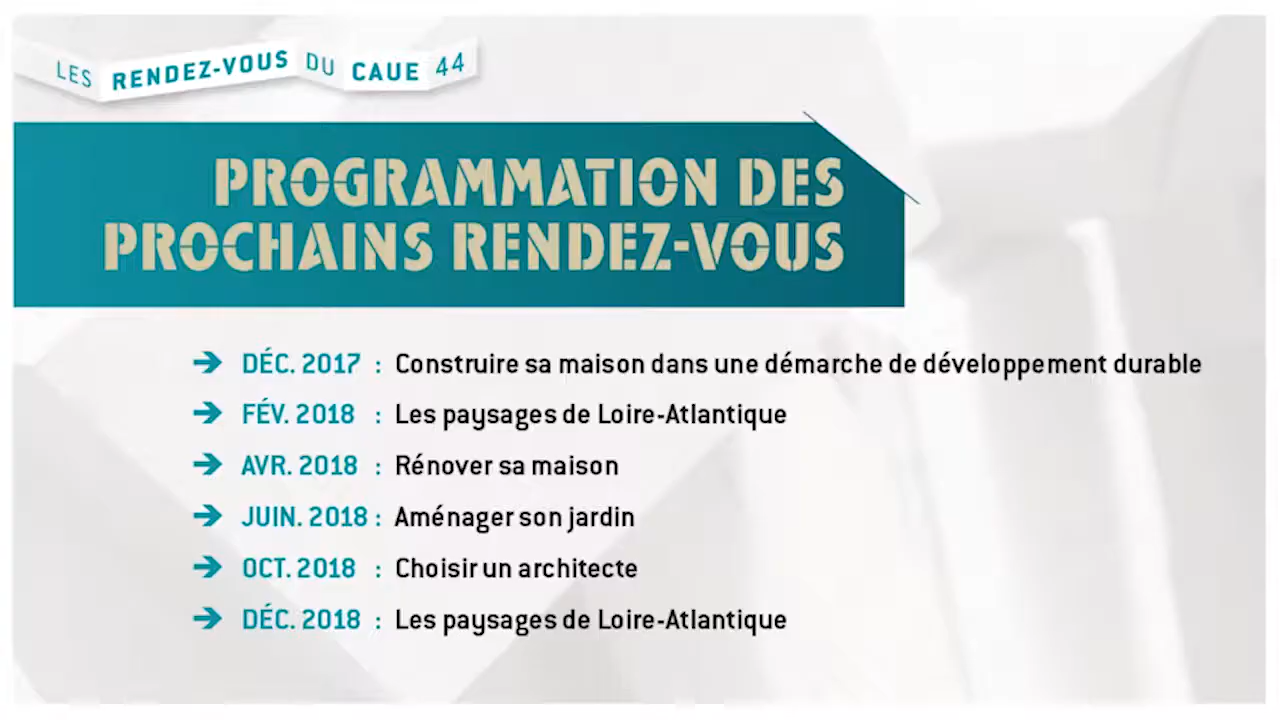 LES RENDEZ-VOUS DU CAUE 44
PROGRAMMATION DES
PROCHAINS RENDEZ-VOUS
➔ DÉC. 2017 : Construire sa maison dans une démarche de développement durable
➔ FÉV. 2018 : Les paysages de Loire-Atlantique
➔ AVR. 2018 : Rénover sa maison
➔ JUIN. 2018 : Aménager son jardin
➔ OCT. 2018 : Choisir un architecte
➔ DÉC. 2018 : Les paysages de Loire-Atlantique